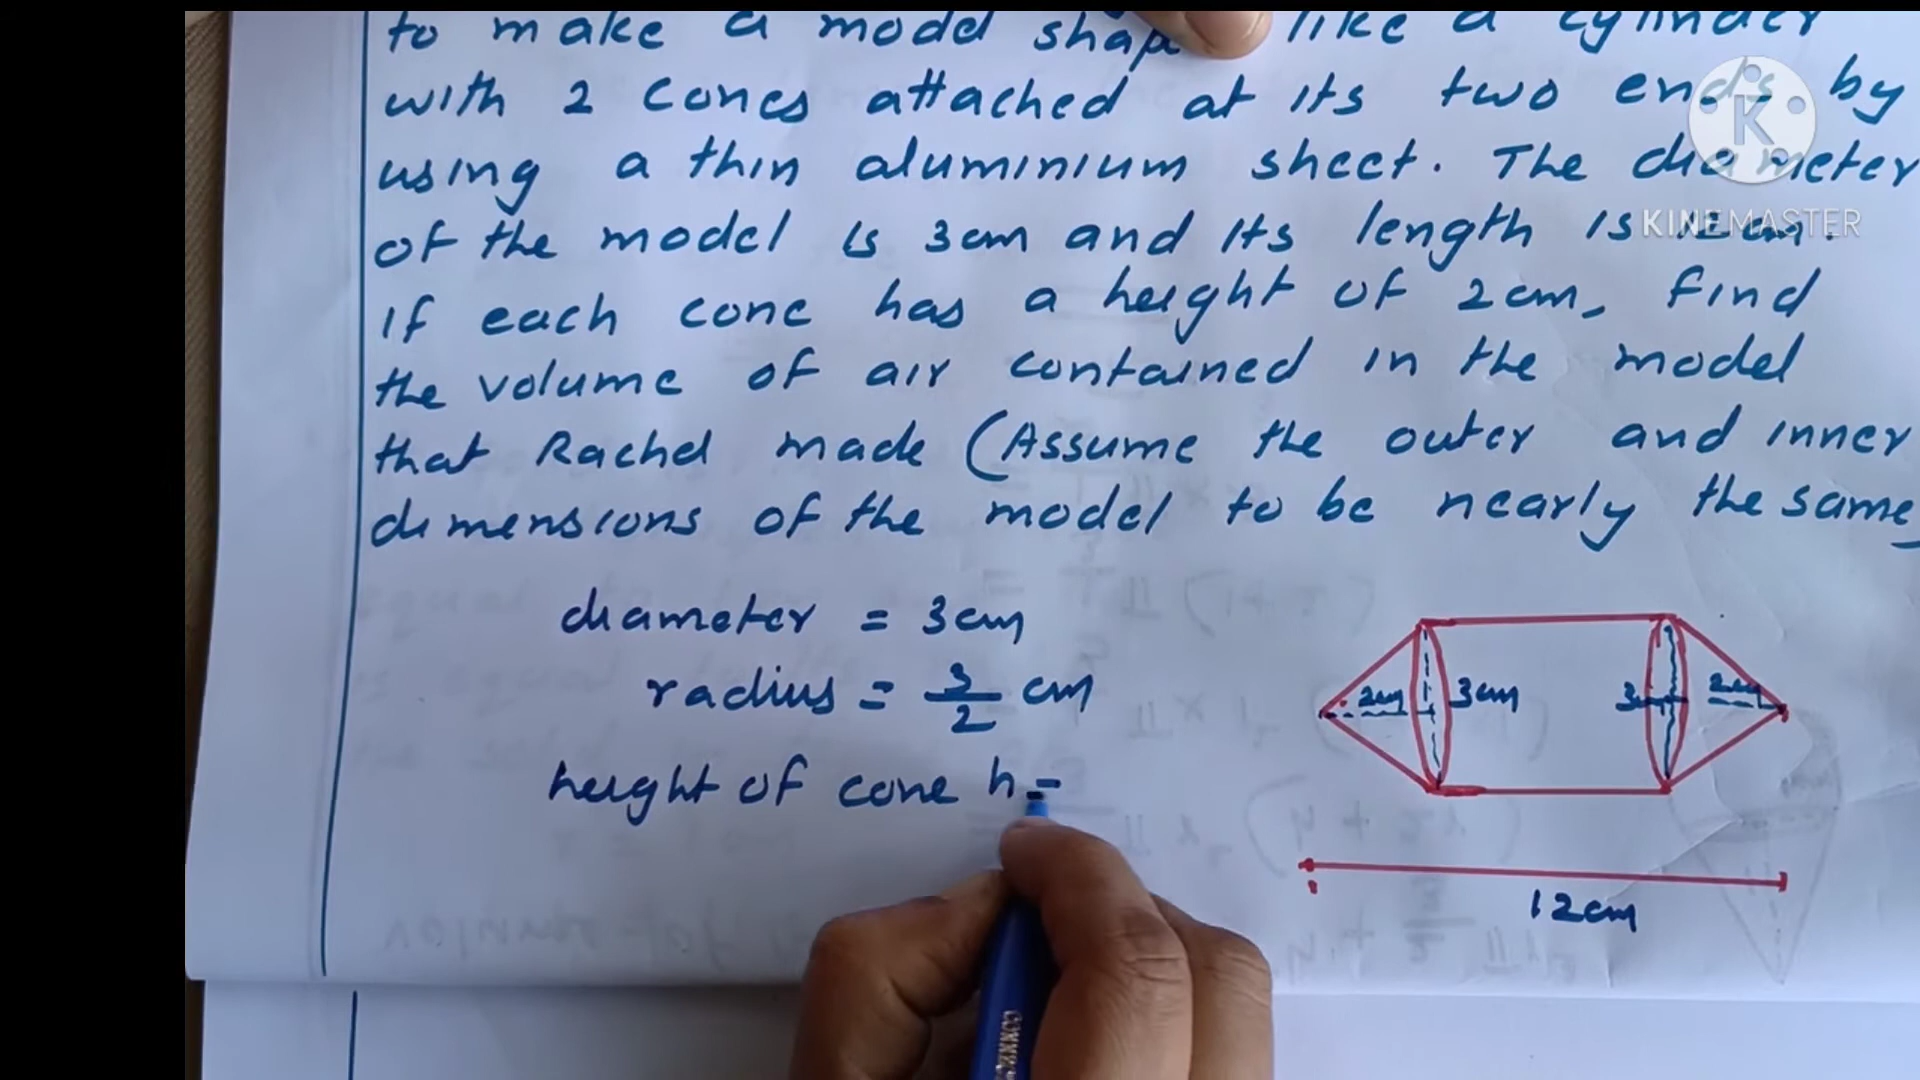 to make a model shap like a cylinder
with 2 cones attached at its two ends by
using a thin aluminium sheet. The diameter
of the model is 3cm and its length is 12cm.
If each cone has a height of 2cm, find
the volume of air contained in the model
that Rachel made (Assume the outer and inner
dimensions of the model to be nearly the same)
K
KINEMASTER
diameter = 3cm
radius = 3/2 cm
height of cone h =
2cm 3cm 3 2cm
12cm